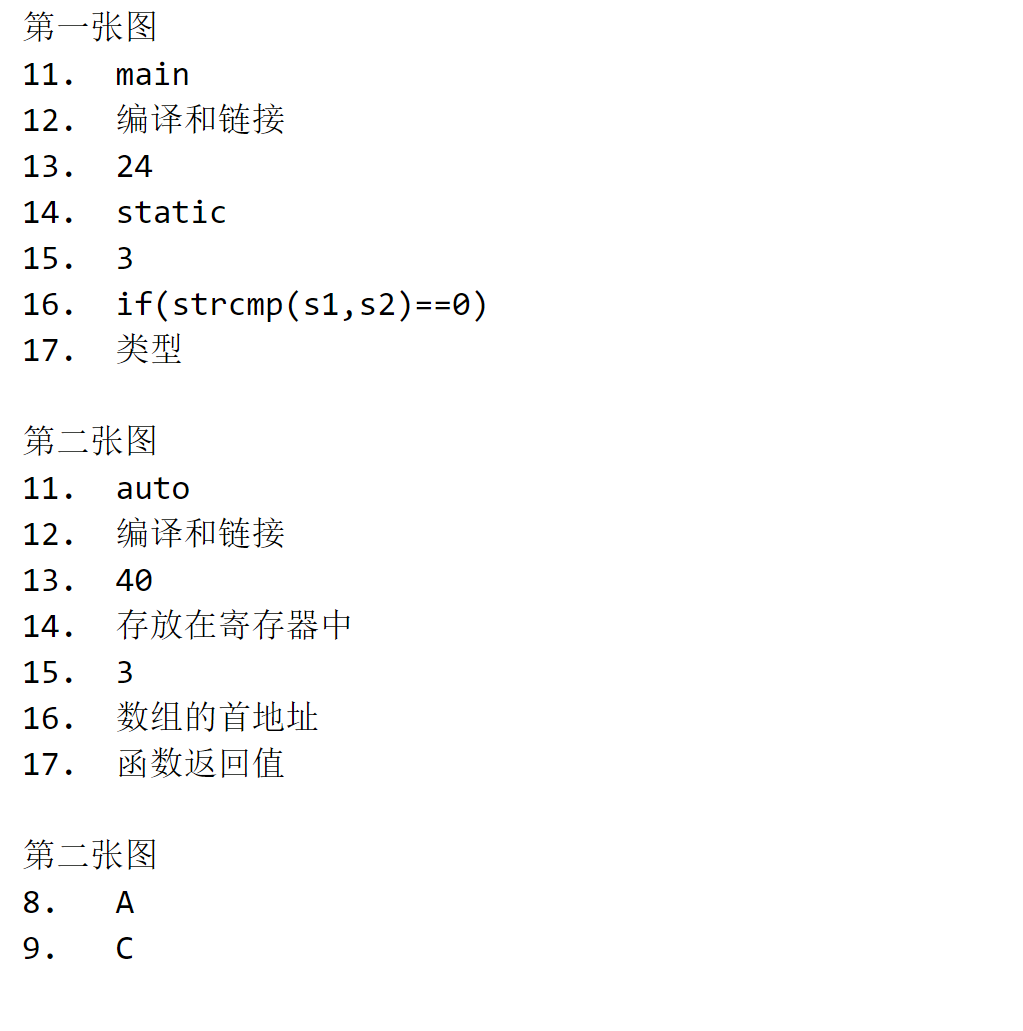 第一张图
11. main
12. 编译和链接
13. 24
14. static
15. 3
16. if(strcmp(s1,s2)==0)
17. 类型
第二张图
11. auto
12. 编译和链接
13. 40
14. 存放在寄存器中
15. 3
16. 数组的首地址
17. 函数返回值
第二张图
8. A
9. C